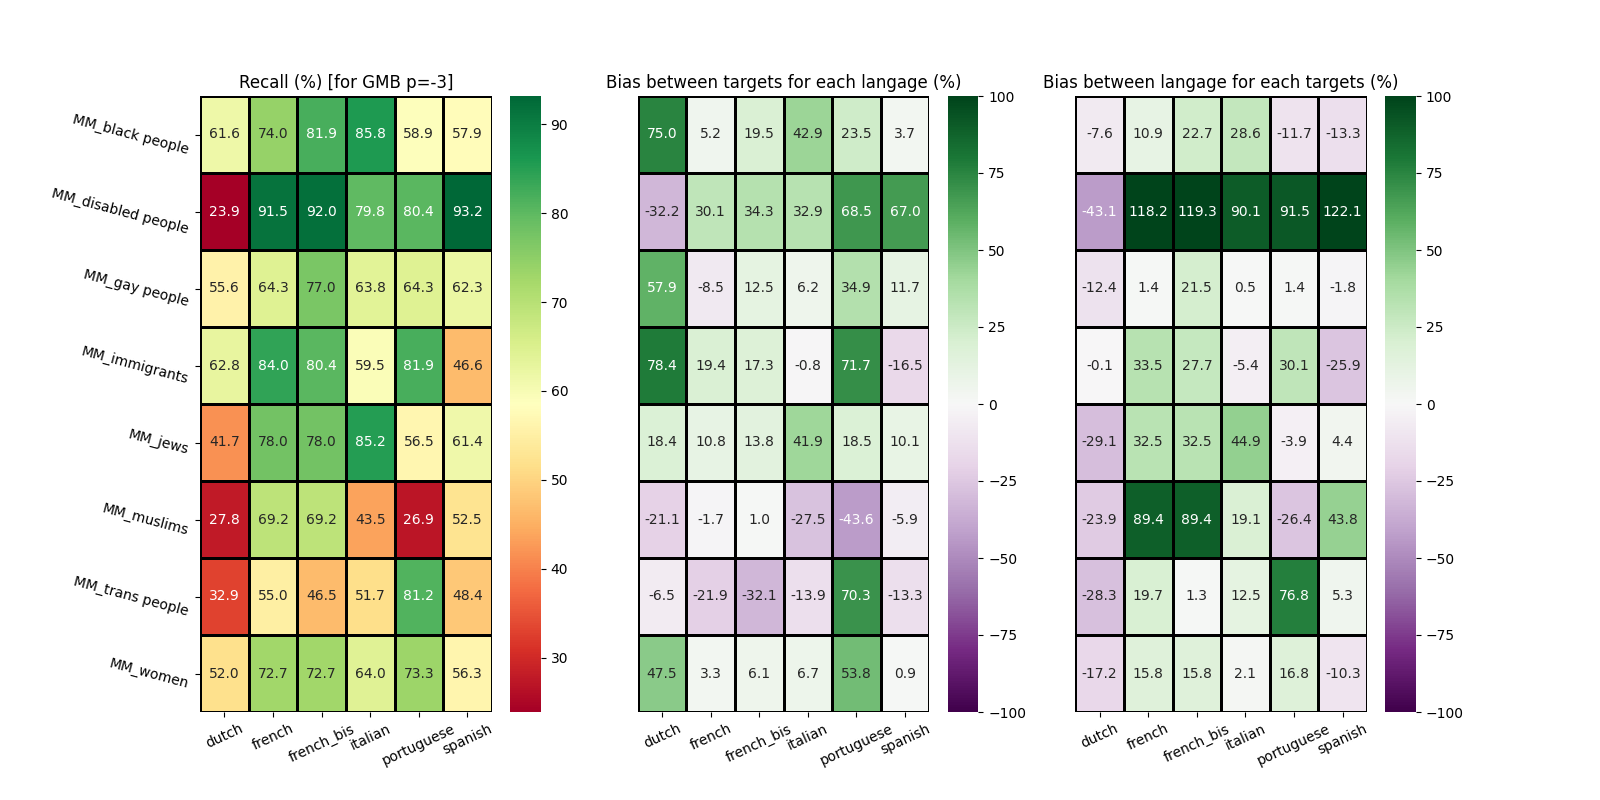 Recall (%) [for GMB p=-3]
MM_black people 61.6 74.0 81.9 85.8 58.9 57.9
MM_disabled people 23.9 91.5 92.0 79.8 80.4 93.2
MM_gay people 55.6 64.3 77.0 63.8 64.3 62.3
MM_immigrants 62.8 84.0 80.4 59.5 81.9 46.6
MM_jews 41.7 78.0 78.0 85.2 56.5 61.4
MM_muslims 27.8 69.2 69.2 43.5 26.9 52.5
MM_trans people 32.9 55.0 46.5 51.7 81.2 48.4
MM_women 52.0 72.7 72.7 64.0 73.3 56.3
dutch french french_bis italian portuguese spanish
90
80
70
60
50
40
30
Bias between targets for each langage (%)
75.0 5.2 19.5 42.9 23.5 3.7
-32.2 30.1 34.3 32.9 68.5 67.0
57.9 -8.5 12.5 6.2 34.9 11.7
78.4 19.4 17.3 -0.8 71.7 -16.5
18.4 10.8 13.8 41.9 18.5 10.1
-21.1 -1.7 1.0 -27.5 -43.6 -5.9
-6.5 -21.9 -32.1 -13.9 70.3 -13.3
47.5 3.3 6.1 6.7 53.8 0.9
dutch french french_bis italian portuguese spanish
100
75
50
25
0
−25
−50
−75
−100
Bias between langage for each targets (%)
-7.6 10.9 22.7 28.6 -11.7 -13.3
-43.1 118.2 119.3 90.1 91.5 122.1
-12.4 1.4 21.5 0.5 1.4 -1.8
-0.1 33.5 27.7 -5.4 30.1 -25.9
-29.1 32.5 32.5 44.9 -3.9 4.4
-23.9 89.4 89.4 19.1 -26.4 43.8
-28.3 19.7 1.3 12.5 76.8 5.3
-17.2 15.8 15.8 2.1 16.8 -10.3
dutch french french_bis italian portuguese spanish
100
75
50
25
0
−25
−50
−75
−100